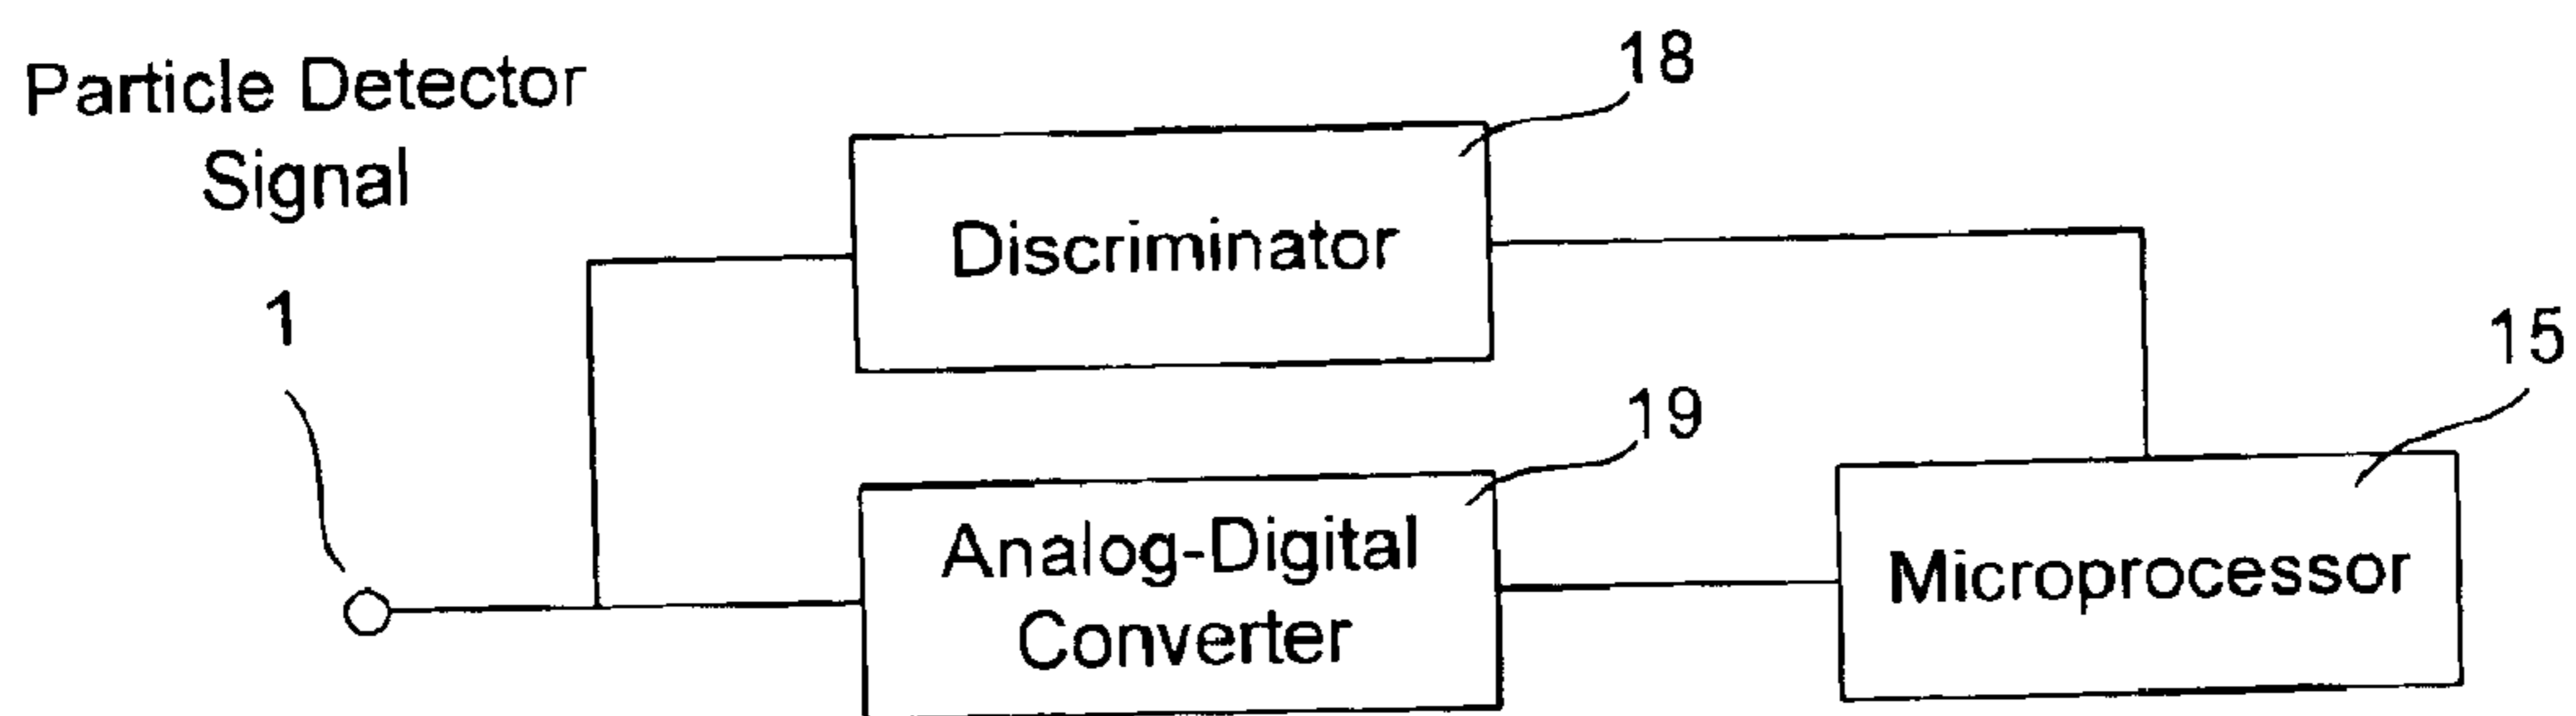 Particle Detector
Signal
1
18
Discriminator
19
Analog-Digital
Converter
15
Microprocessor